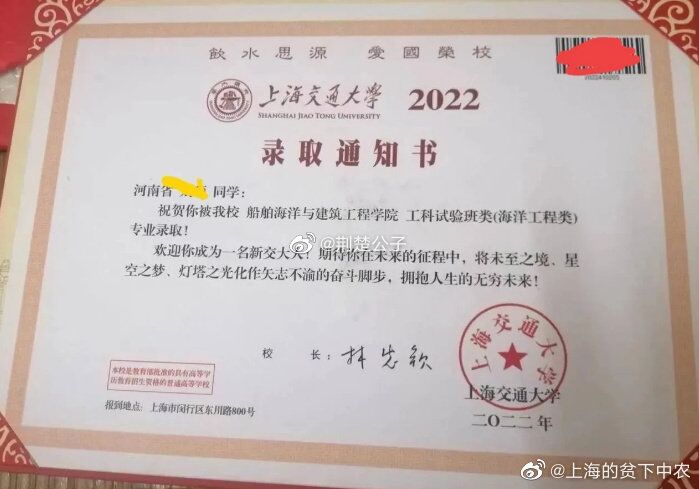 飲水思源 愛國榮校
上海交通大学 2022
SHANGHAI JIAO TONG UNIVERSITY
录取通知书
河南省 同学：
祝贺你被我校 船舶海洋与建筑工程学院 工科试验班类(海洋工程类)
专业录取！
欢迎你成为一名新交大人！期待你在未来的征程中，将未至之境、星
空之梦、灯塔之光化作矢志不渝的奋斗脚步，拥抱人生的无穷未来！
@荆楚公子
校 长：林忠钦
上海交通大学
本校是教育部批准的具有高等学
历教育招生资格的普通高等学校
上海交通大学
报到地点：上海市闵行区东川路800号
二〇二二年
@上海的贫下中农